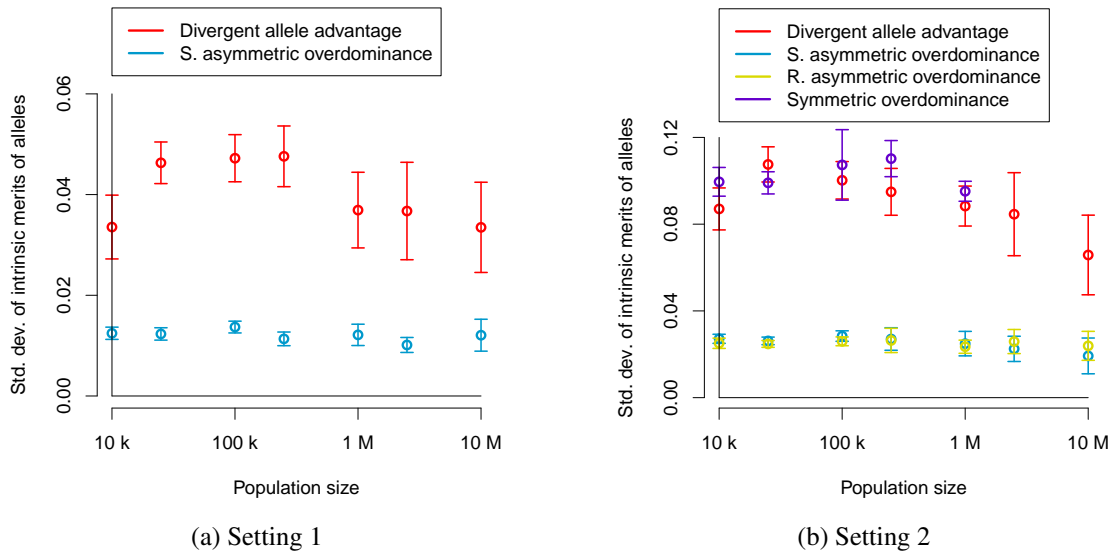 Divergent allele advantage
S. asymmetric overdominance
Std. dev. of intrinsic merits of alleles
0.06
0.04
0.02
0.00
10 k
100 k
1 M
10 M
Population size
(a) Setting 1
Divergent allele advantage
S. asymmetric overdominance
R. asymmetric overdominance
Symmetric overdominance
Std. dev. of intrinsic merits of alleles
0.12
0.08
0.04
0.00
10 k
100 k
1 M
10 M
Population size
(b) Setting 2